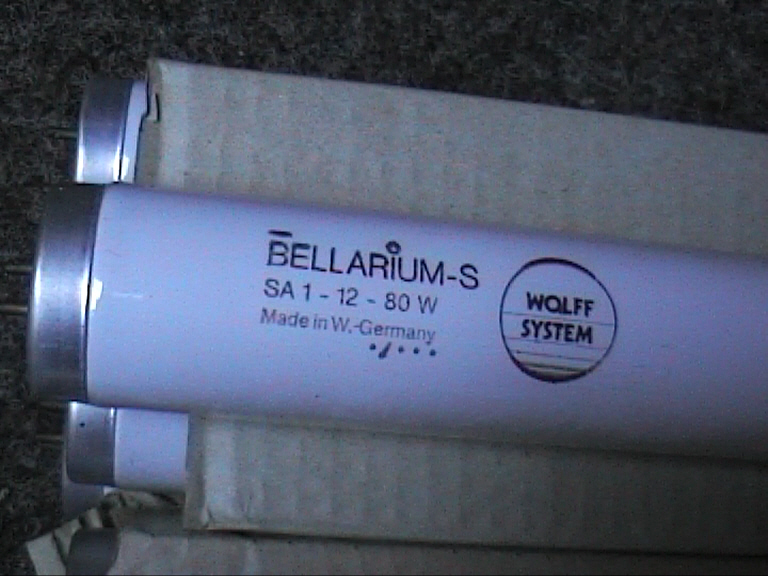 BELLARIUM-S
SA 1 - 12 - 80 W
Made in W.-Germany
WOLFF
SYSTEM